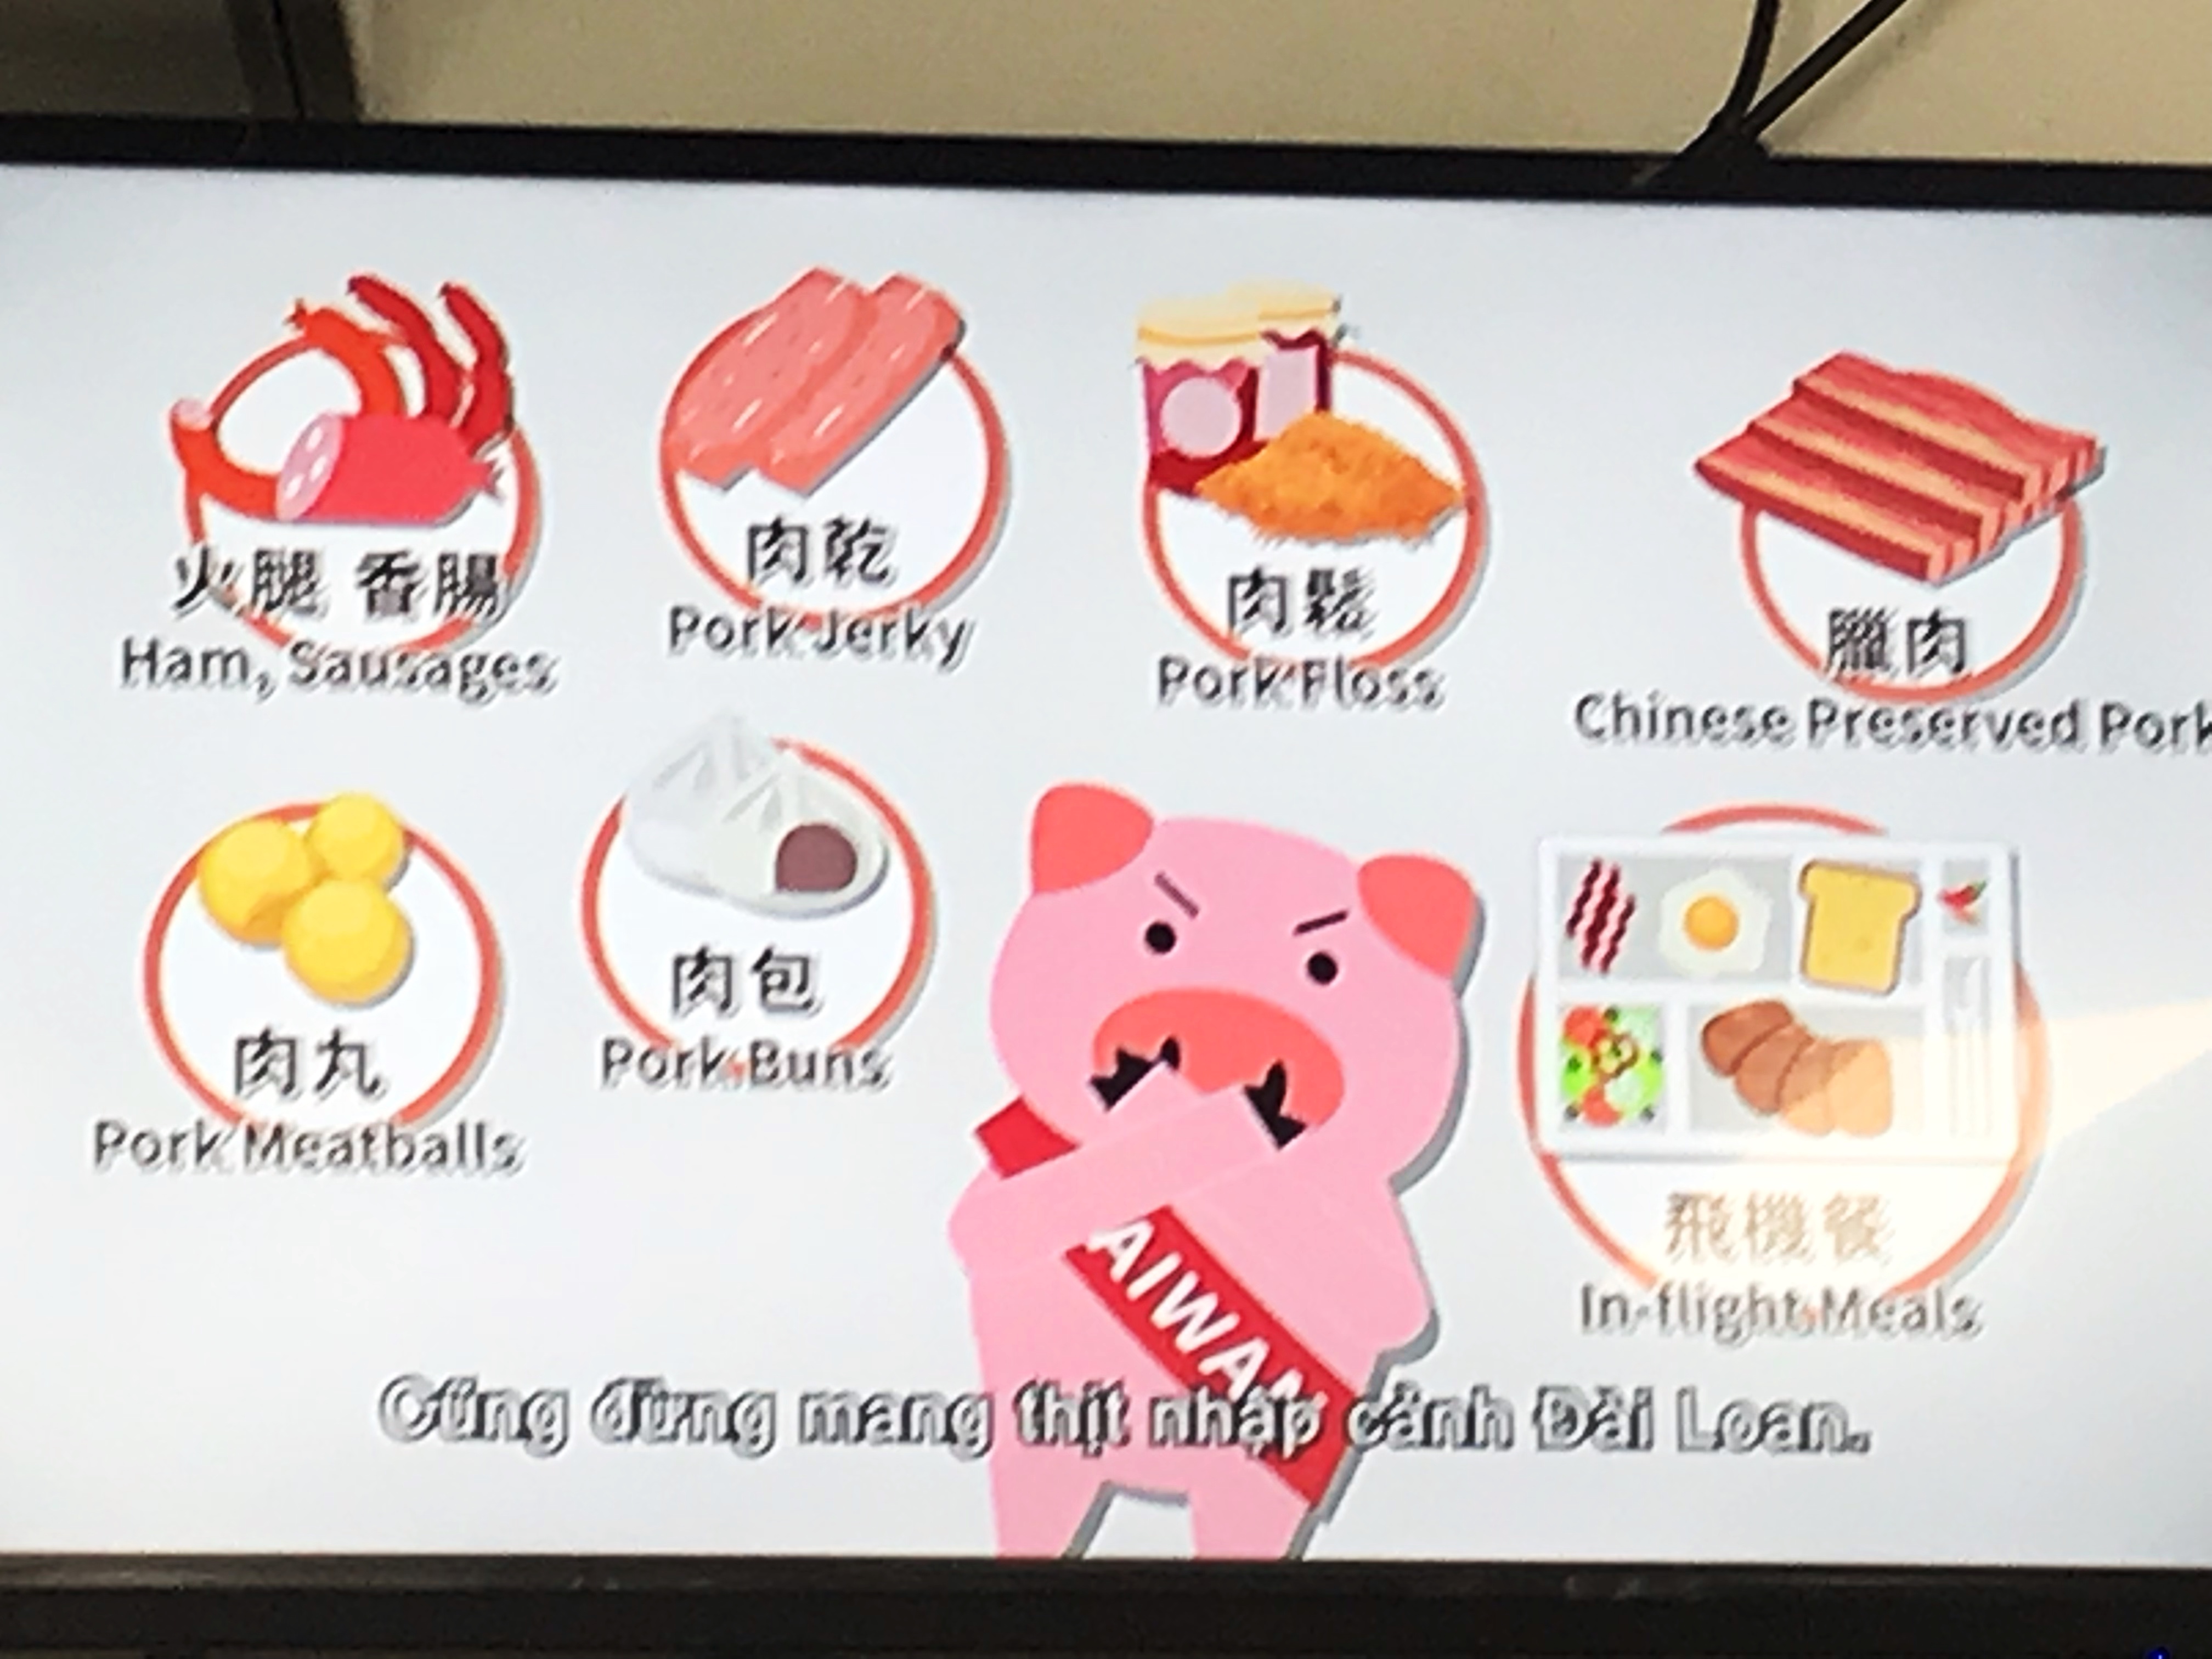 火腿 香腸
Ham, Sausages
肉乾
Pork Jerky
肉鬆
Pork Floss
臘肉
Chinese Preserved Pork
肉丸
Pork Meatballs
肉包
Pork Buns
AIWAN
飛機餐
In-flight Meals
Cũng đừng mang thịt nhập cảnh Đài Loan.